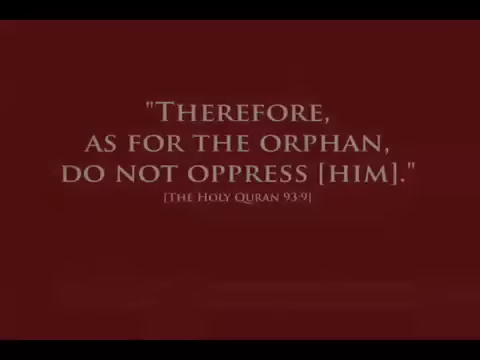 "Therefore,
as for the orphan,
do not oppress [him]."
[The Holy Quran 93-9]